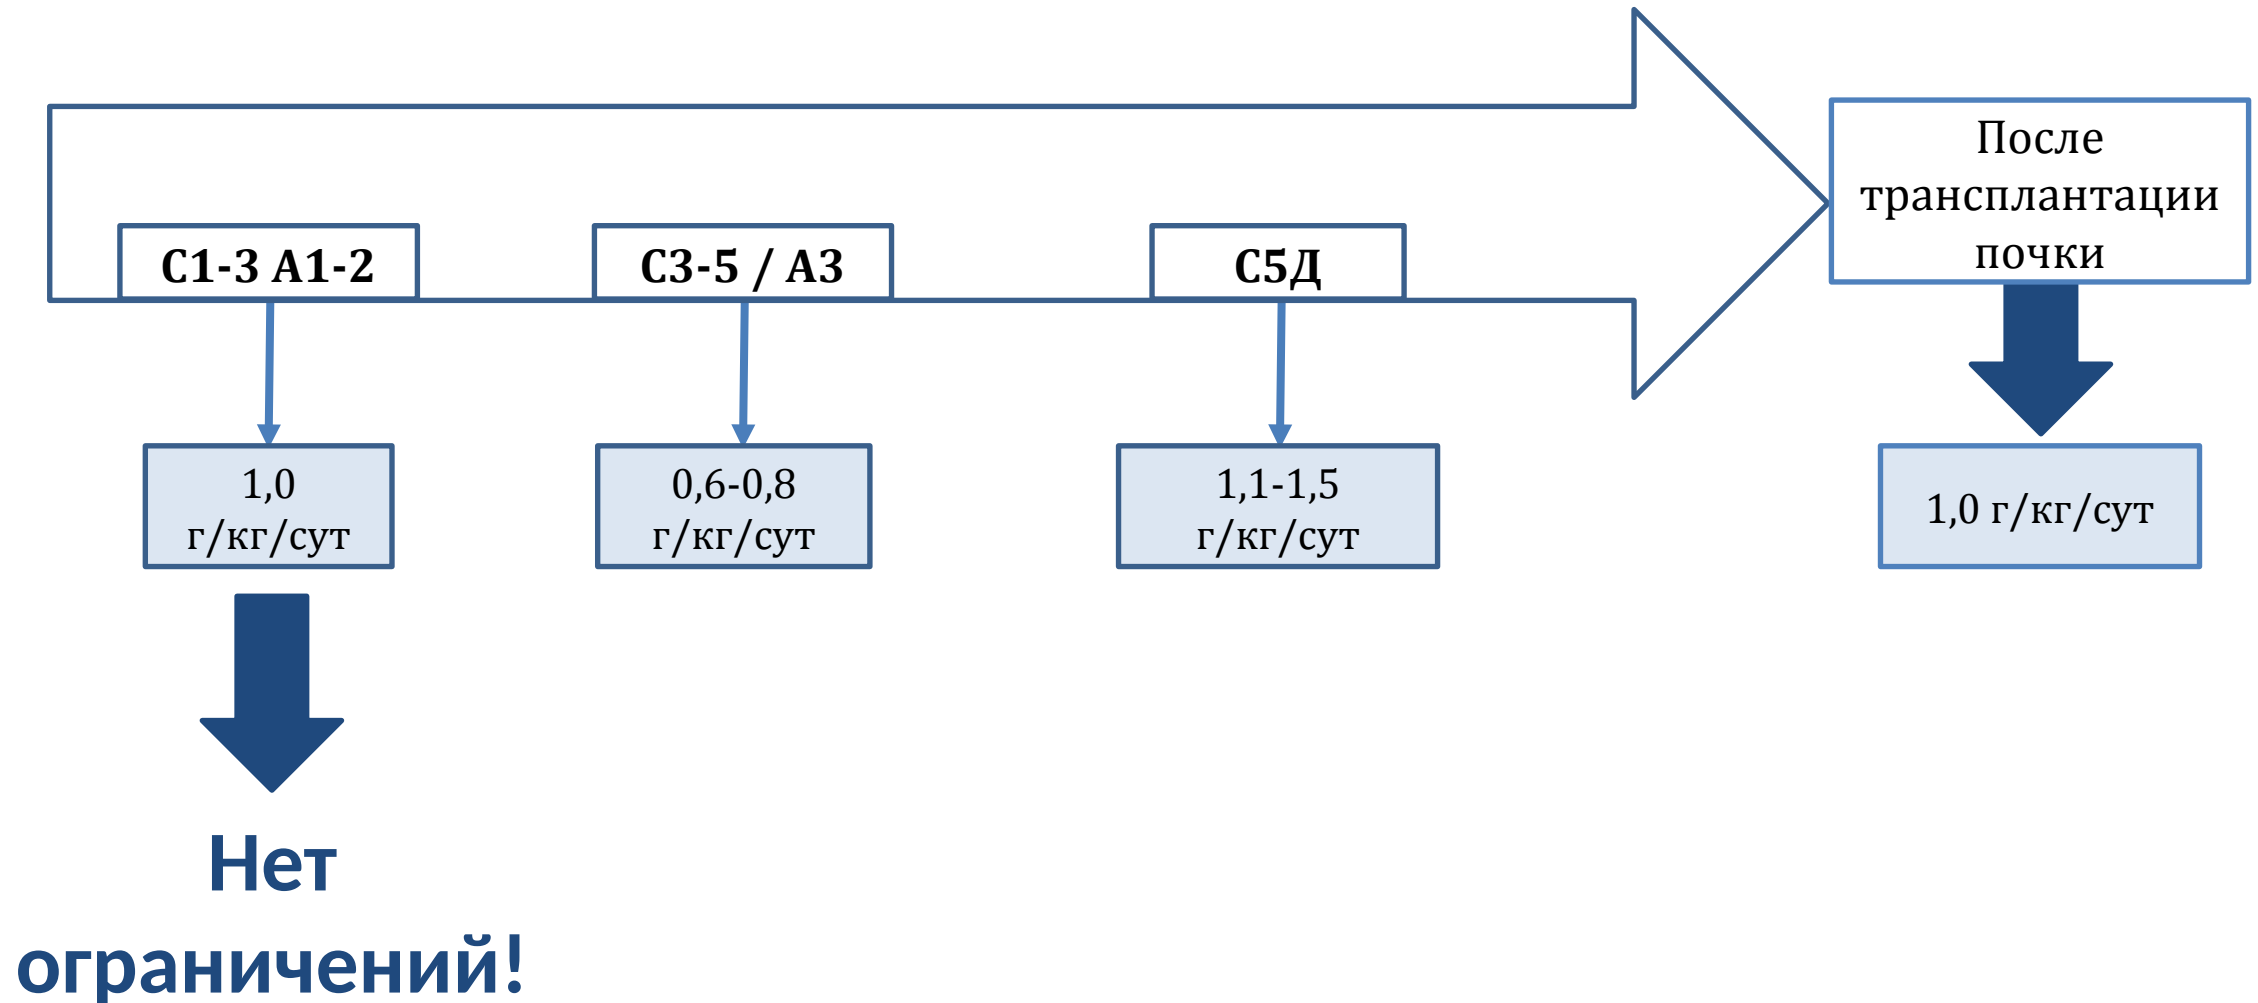 После
трансплантации
почки
С1-3 А1-2
С3-5 / А3
С5Д
1,0
г/кг/сут
0,6-0,8
г/кг/сут
1,1-1,5
г/кг/сут
1,0 г/кг/сут
Нет
ограничений!